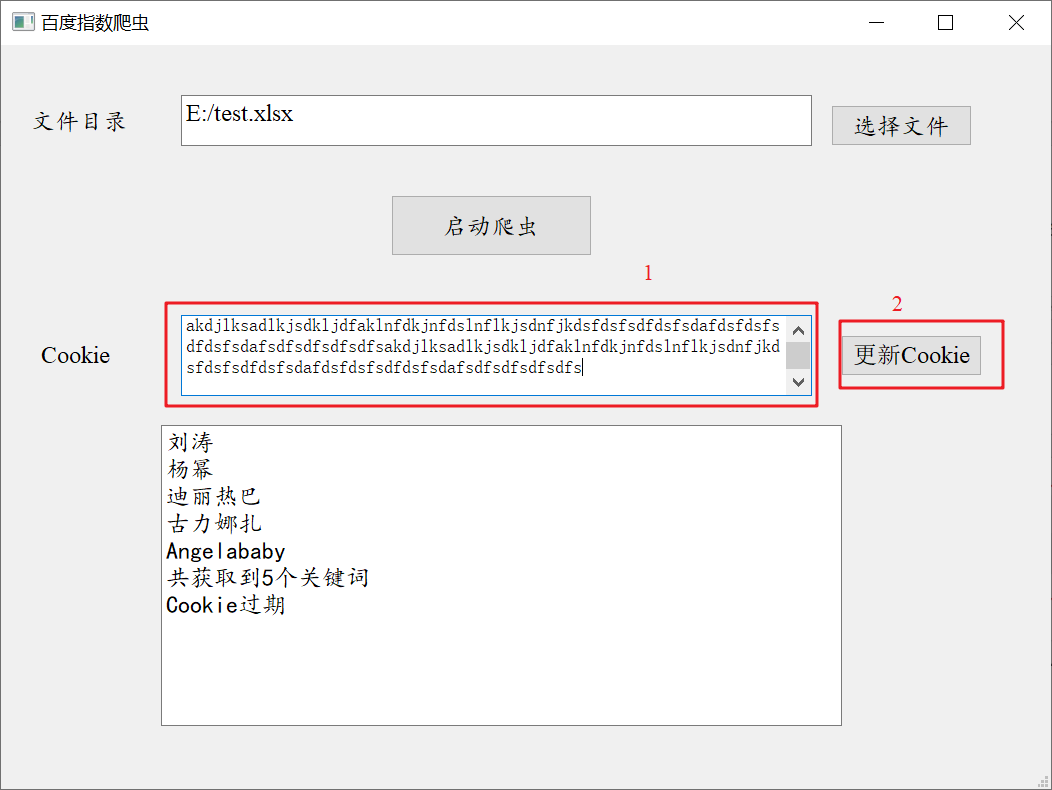 百度指数爬虫
文件目录
E:/test.xlsx
选择文件
启动爬虫
1
2
Cookie
akdjlksadlkjsdkljdfaklnfdkjnfdslnflkjsdnfjkdsfdsfsdfdsfsdafdsfdsfs
dfdsfsdafsdfsdfsdfsdfsakdjlksadlkjsdkljdfaklnfdkjnfdslnflkjsdnfjkd
sfdsfsdfdsfsdafdsfdsfsdfdsfsdafsdfsdfsdfsdfs
更新Cookie
刘涛
杨幂
迪丽热巴
古力娜扎
Angelababy
共获取到5个关键词
Cookie过期